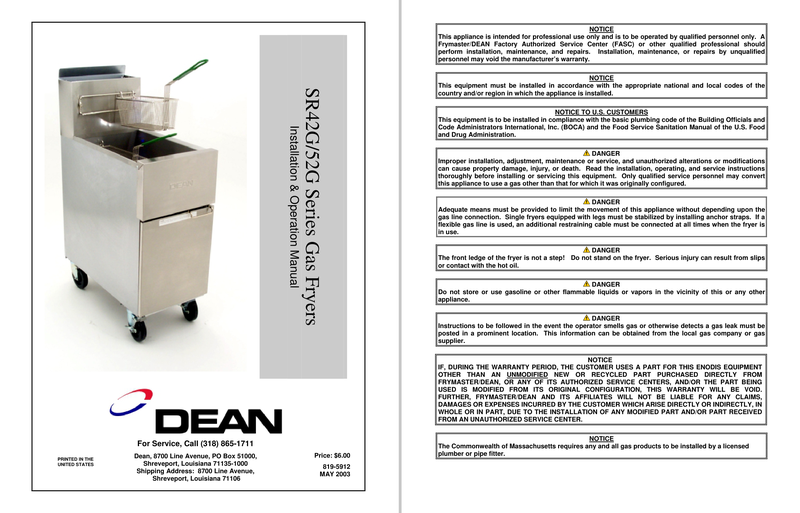 SR42G/52G Series Gas Fryers
Installation & Operation Manual
DEAN
For Service, Call (318) 865-1711
PRINTED IN THE
UNITED STATES
Dean, 8700 Line Avenue, PO Box 51000,
Shreveport, Louisiana 71135-1000
Shipping Address:  8700 Line Avenue,
Shreveport, Louisiana 71106
Price: $6.00
819-5912
MAY 2003
NOTICE
This appliance is intended for professional use only and is to be operated by qualified personnel only. A
Frymaster/DEAN Factory Authorized Service Center (FASC) or other qualified professional should
perform installation, maintenance, and repairs. Installation, maintenance, or repairs by unqualified
personnel may void the manufacturer's warranty.
NOTICE
This equipment must be installed in accordance with the appropriate national and local codes of the
country and/or region in which the appliance is installed.
NOTICE TO U.S. CUSTOMERS
This equipment is to be installed in compliance with the basic plumbing code of the Building Officials and
Code Administrators International, Inc. (BOCA) and the Food Service Sanitation Manual of the U.S. Food
and Drug Administration.
DANGER
Improper installation, adjustment, maintenance or service, and unauthorized alterations or modifications
can cause property damage, injury, or death. Read the installation, operating, and service instructions
thoroughly before installing or servicing this equipment. Only qualified service personnel may convert
this appliance to use a gas other than that for which it was originally configured.
DANGER
Adequate means must be provided to limit the movement of this appliance without depending upon the
gas line connection. Single fryers equipped with legs must be stabilized by installing anchor straps. If a
flexible gas line is used, an additional restraining cable must be connected at all times when the fryer is
in use.
DANGER
The front ledge of the fryer is not a step! Do not stand on the fryer. Serious injury can result from slips
or contact with the hot oil.
DANGER
Do not store or use gasoline or other flammable liquids or vapors in the vicinity of this or any other
appliance.
DANGER
Instructions to be followed in the event the operator smells gas or otherwise detects a gas leak must be
posted in a prominent location. This information can be obtained from the local gas company or gas
supplier.
NOTICE
IF, DURING THE WARRANTY PERIOD, THE CUSTOMER USES A PART FOR THIS ENODIS EQUIPMENT
OTHER THAN AN UNMODIFIED NEW OR RECYCLED PART PURCHASED DIRECTLY FROM
FRYMASTER/DEAN, OR ANY OF ITS AUTHORIZED SERVICE CENTERS, AND/OR THE PART BEING
USED IS MODIFIED FROM ITS ORIGINAL CONFIGURATION, THIS WARRANTY WILL BE VOID.
FURTHER, FRYMASTER/DEAN AND ITS AFFILIATES WILL NOT BE LIABLE FOR ANY CLAIMS,
DAMAGES OR EXPENSES INCURRED BY THE CUSTOMER WHICH ARISE DIRECTLY OR INDIRECTLY, IN
WHOLE OR IN PART, DUE TO THE INSTALLATION OF ANY MODIFIED PART AND/OR PART RECEIVED
FROM AN UNAUTHORIZED SERVICE CENTER.
NOTICE
The Commonwealth of Massachusetts requires any and all gas products to be installed by a licensed
plumber or pipe fitter.